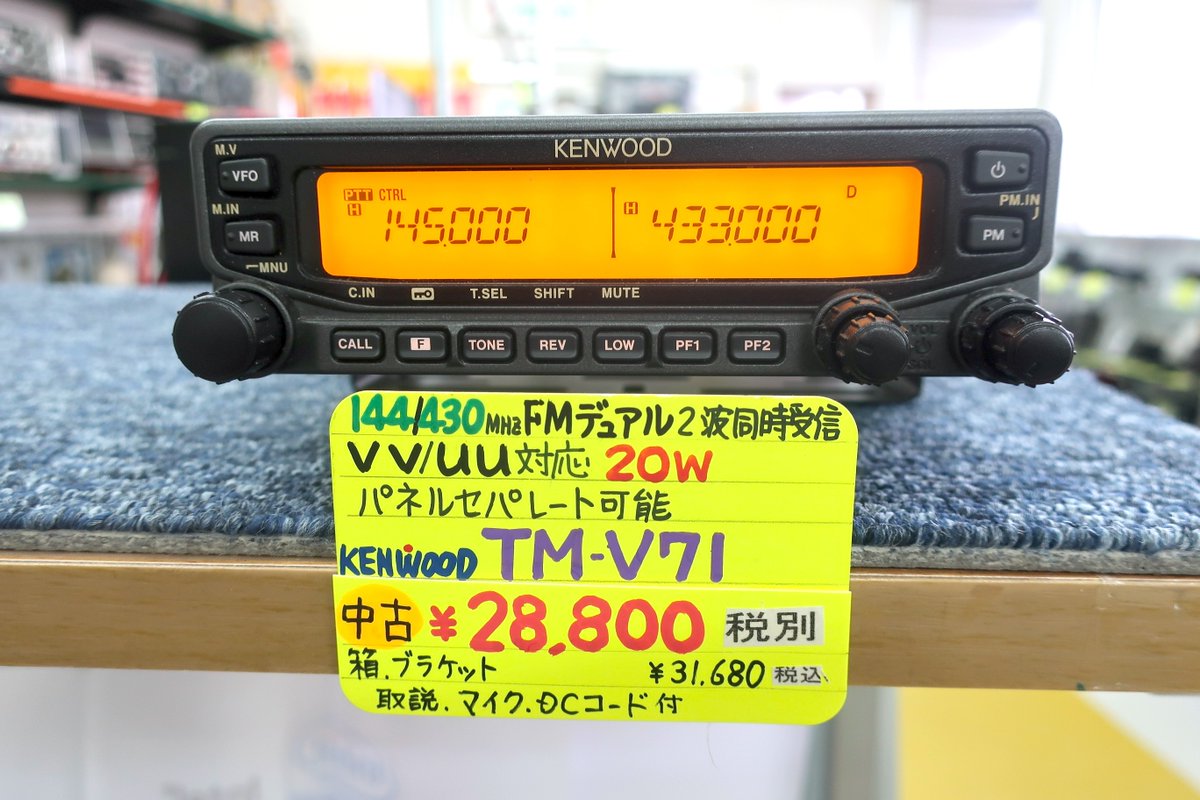 KENWOOD
M.V
VFO
M.IN
MR
MNU
PTT CTRL
H 145.000
H 433.000
D
PM.IN
PM
C.IN T.SEL SHIFT MUTE
CALL F TONE REV LOW PF1 PF2
144/430MHz FMデュアル2波同時受信
VV/UU対応 20W
パネルセパレート可能
KENWOOD TM-V71
中古 ¥28,800 税別
箱.ブラケット ¥31.680 税込
取説.マイク.DCコード付